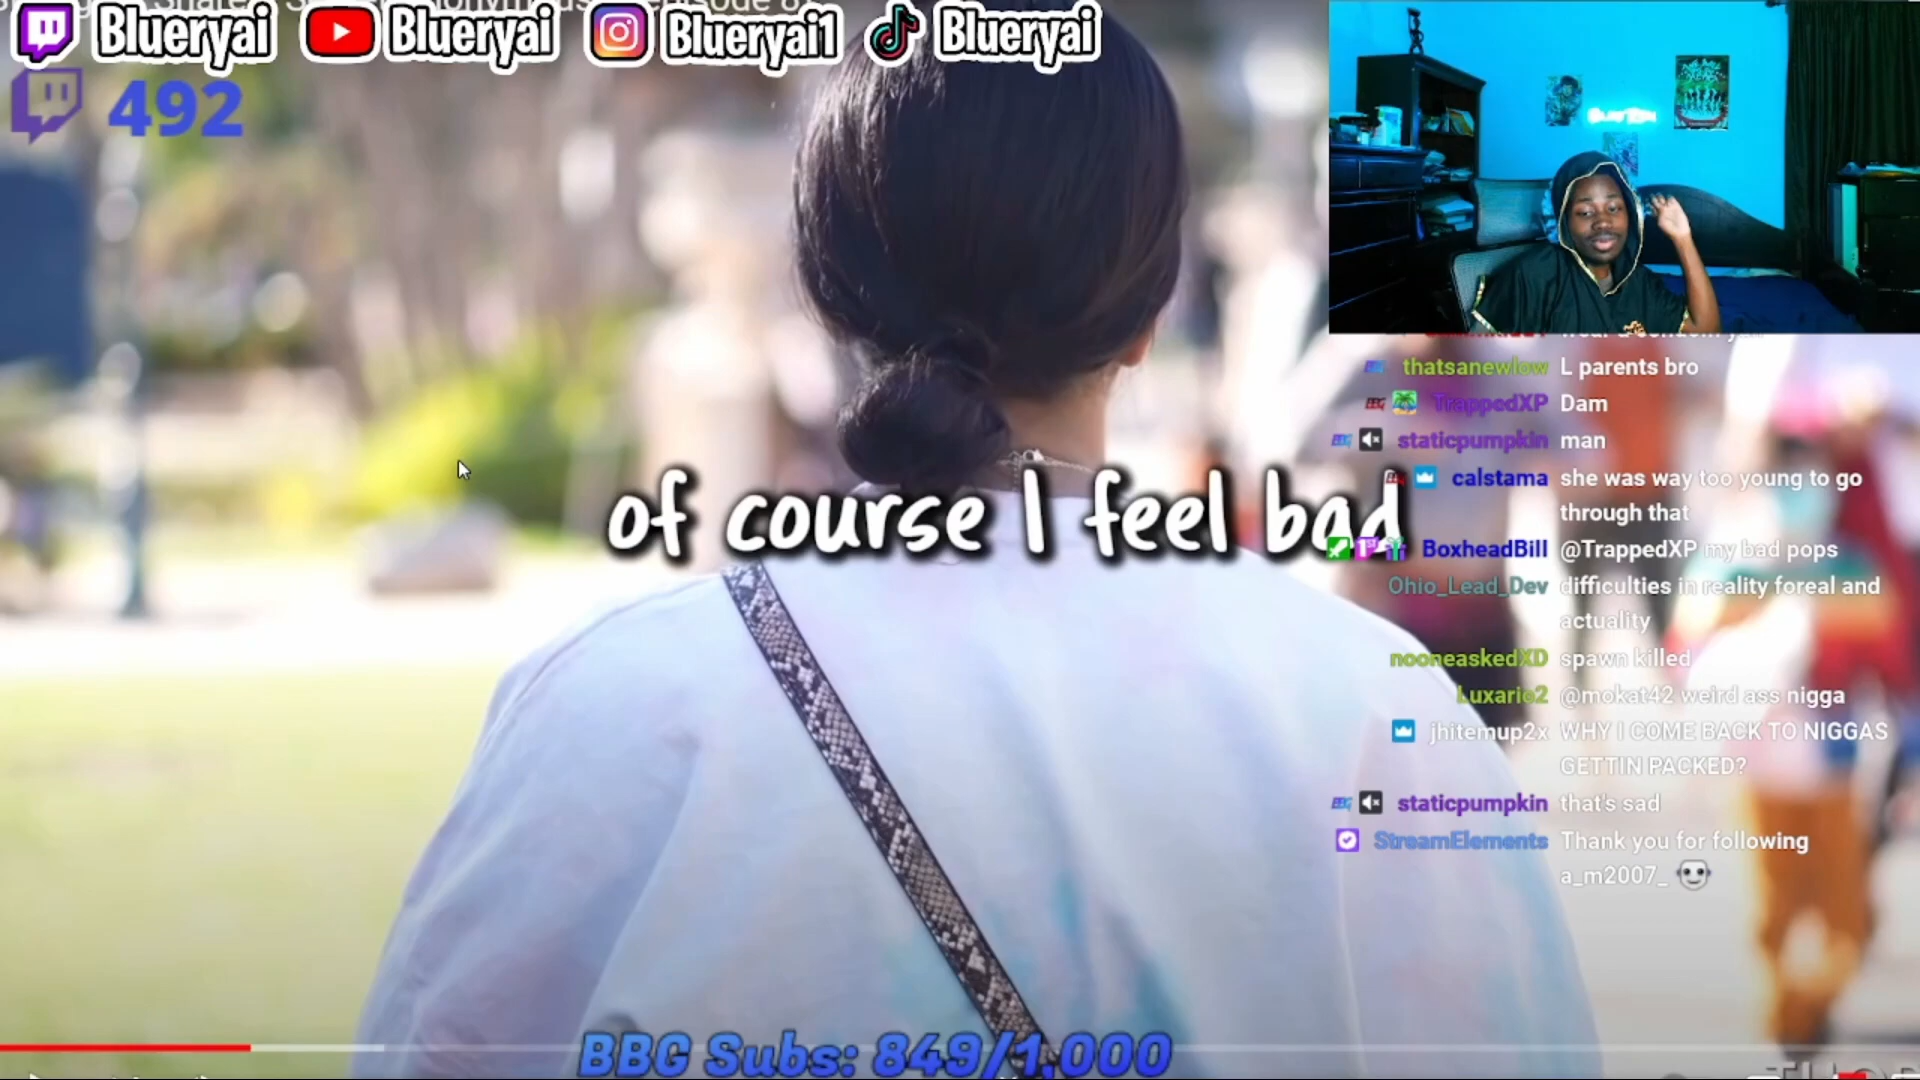 Blueryai Blueryai Blueryai1 Blueryai
492
thatsanewlow L parents bro
TrappedXP Dam
staticpumpkin man
calstama she was way too young to go
through that
of course I feel bad
BoxheadBill @TrappedXP my bad pops
Ohio_Lead_Dev difficulties in reality foreal and
actuality
nooneaskedXD spawn killed
Luxario2 @mokat42 weird ass nigga
jhitemup2x WHY I COME BACK TO NIGGAS
GETTIN PACKED?
staticpumpkin that's sad
StreamElements Thank you for following
a_m2007_
BBG Subs: 849/1,000